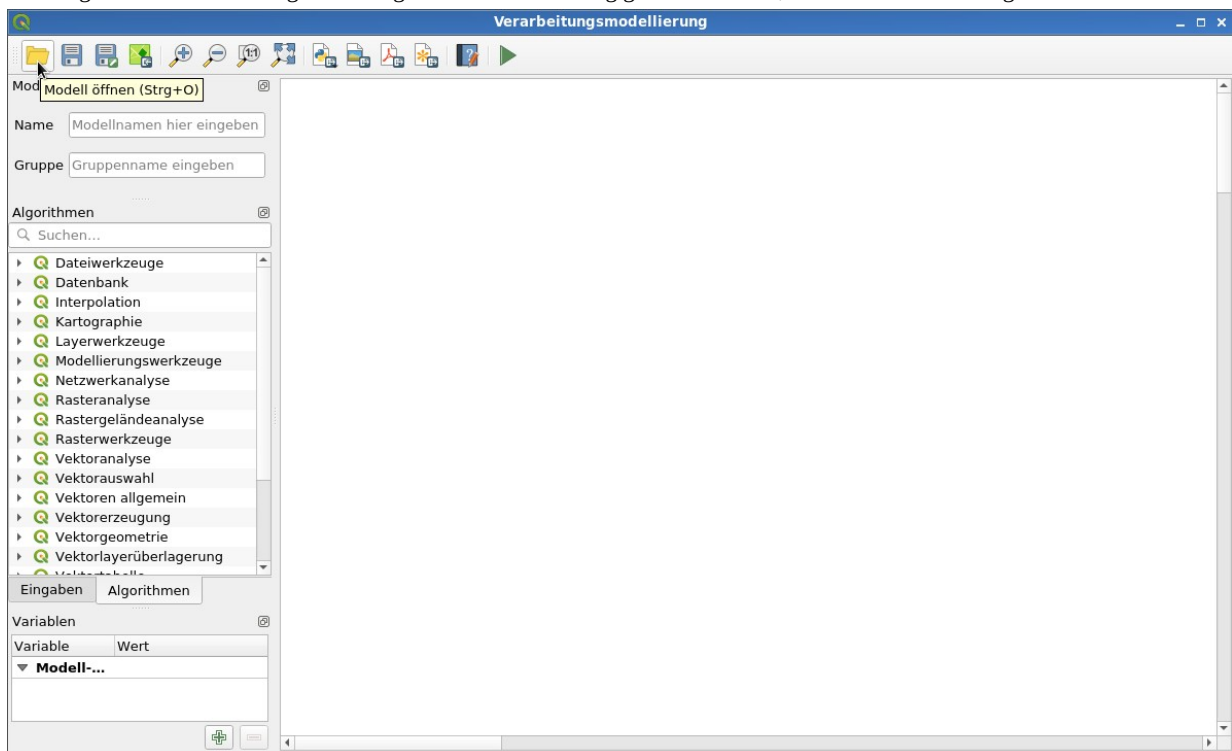 Verarbeitungsmodellierung
Modell öffnen (Strg+O)
Name Modellnamen hier eingeben
Gruppe Gruppenname eingeben
Algorithmen
Suchen...
Dateiwerkzeuge
Datenbank
Interpolation
Kartographie
Layerwerkzeuge
Modellierungswerkzeuge
Netzwerkanalyse
Rasteranalyse
Rastergeländeanalyse
Rasterwerkzeuge
Vektoranalyse
Vektorauswahl
Vektoren allgemein
Vektorerzeugung
Vektorgeometrie
Vektorlayerüberlagerung
Eingaben Algorithmen
Variablen
Variable Wert
Modell-...